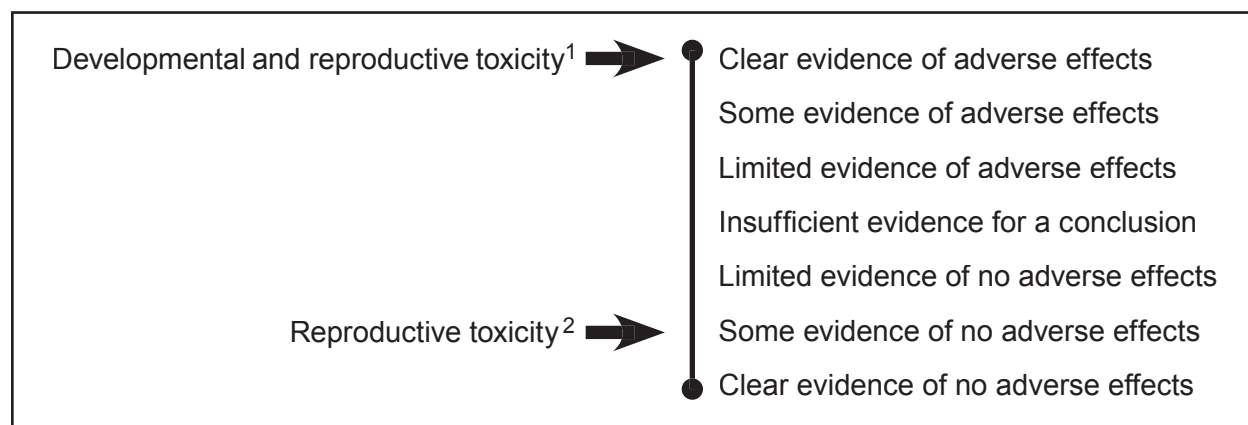 Developmental and reproductive toxicity1 Clear evidence of adverse effects
Some evidence of adverse effects
Limited evidence of adverse effects
Insufficient evidence for a conclusion
Limited evidence of no adverse effects
Reproductive toxicity2 Some evidence of no adverse effects
Clear evidence of no adverse effects